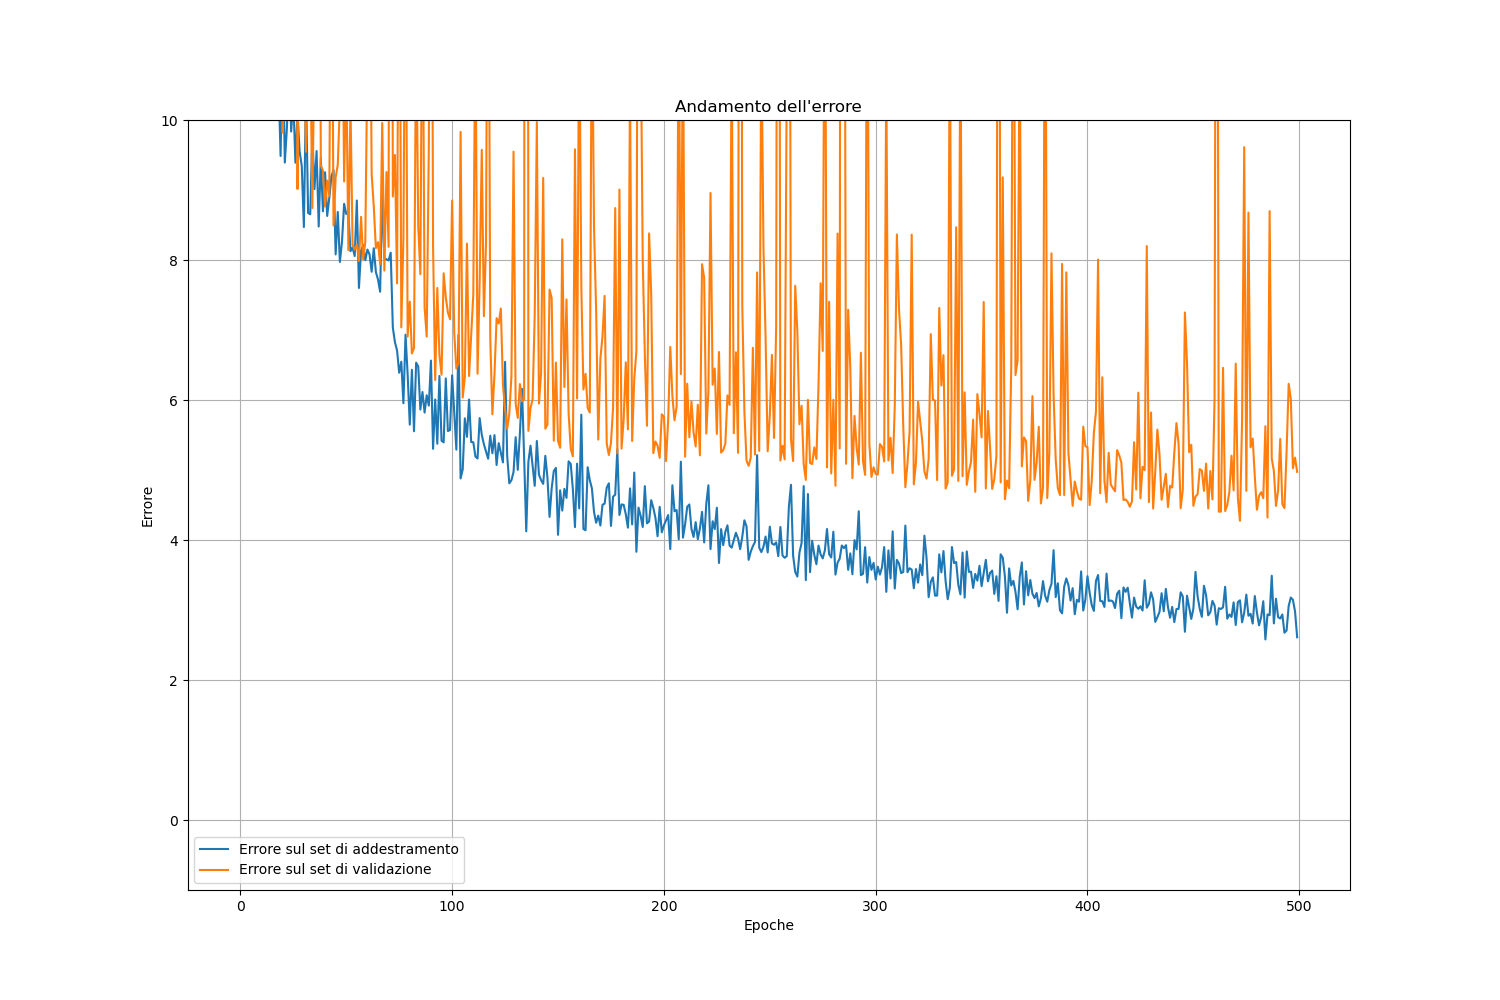 Andamento dell'errore
10
8
6
4
2
0
Errore
Errore sul set di addestramento
Errore sul set di validazione
0 100 200 300 400 500
Epoche